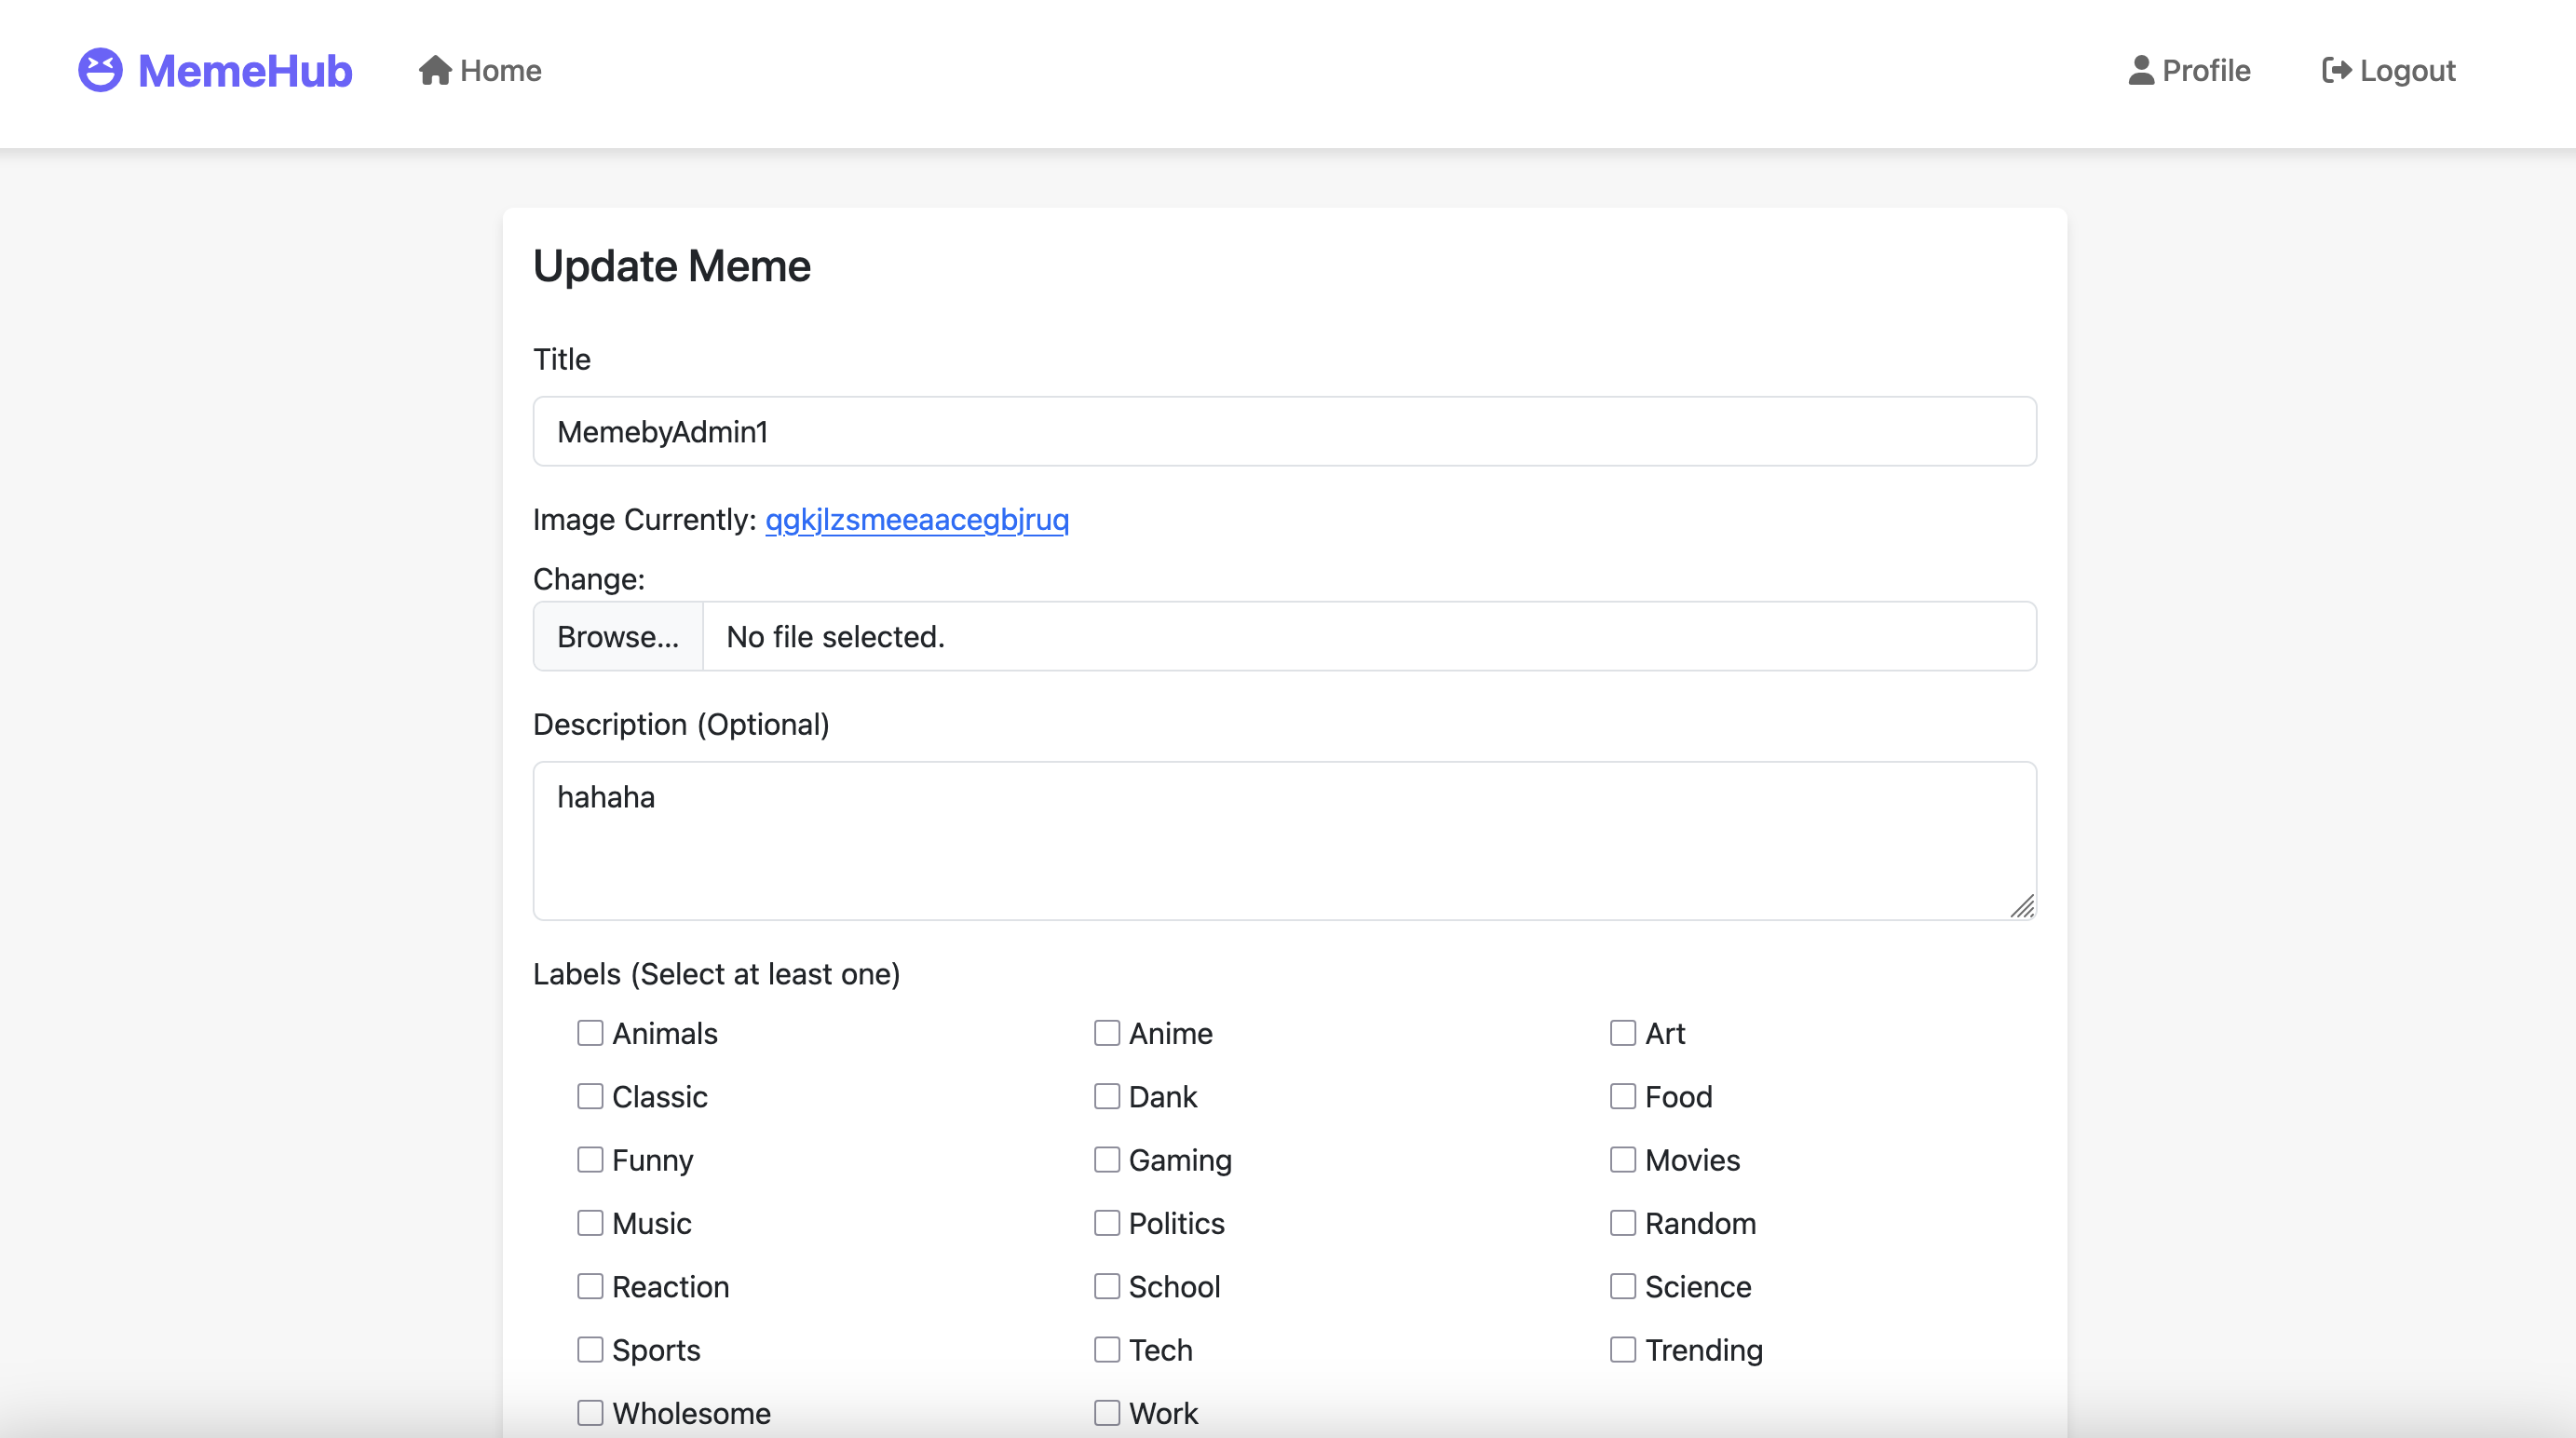 MemeHub Home Profile Logout
Update Meme
Title
MemebyAdmin1
Image Currently: qgkjlzsmeeaacegbjruq
Change:
Browse... No file selected.
Description (Optional)
hahaha
Labels (Select at least one)
Animals Anime Art
Classic Dank Food
Funny Gaming Movies
Music Politics Random
Reaction School Science
Sports Tech Trending
Wholesome Work